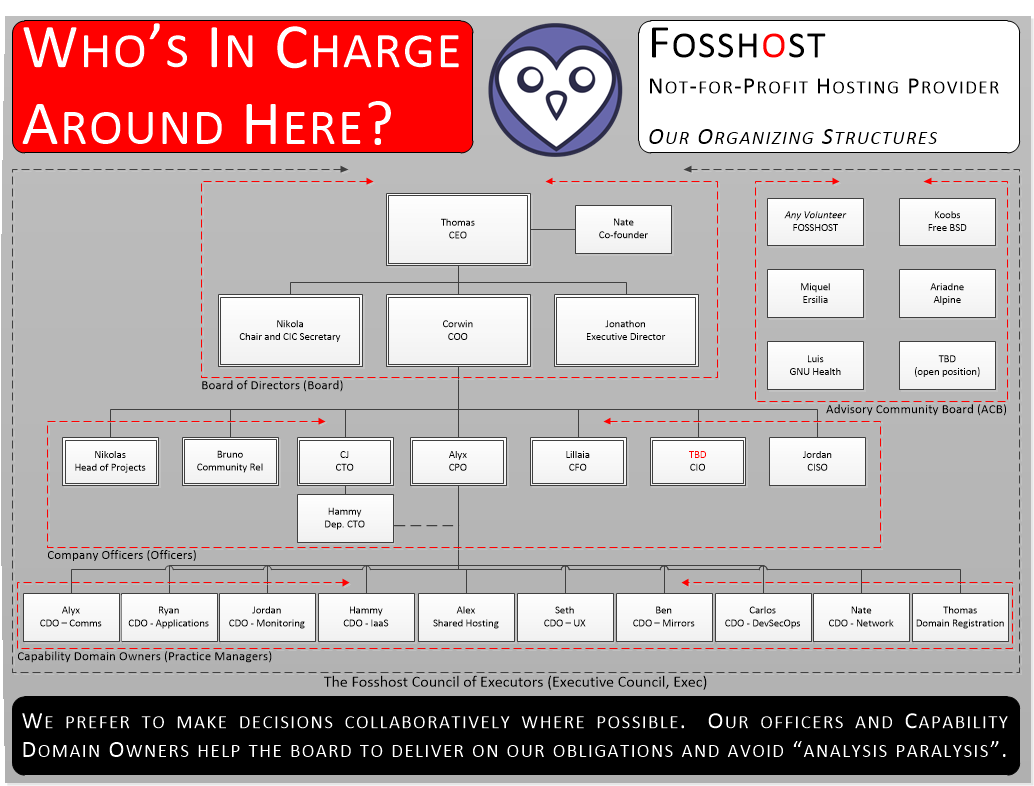 WHO'S IN CHARGE
AROUND HERE?
FOSSHOST
NOT-FOR-PROFIT HOSTING PROVIDER
OUR ORGANIZING STRUCTURES
Thomas
CEO
Nate
Co-founder
Nikola
Chair and CIC Secretary
Corwin
COO
Jonathon
Executive Director
Board of Directors (Board)
Any Volunteer
FOSSHOST
Koobs
Free BSD
Miquel
Ersilia
Ariadne
Alpine
Luis
GNU Health
TBD
(open position)
Advisory Community Board (ACB)
Nikolas
Head of Projects
Bruno
Community Rel
CJ
CTO
Alyx
CPO
Lillaia
CFO
TBD
CIO
Jordan
CISO
Hammy
Dep. CTO
Company Officers (Officers)
Alyx
CDO – Comms
Ryan
CDO - Applications
Jordan
CDO - Monitoring
Hammy
CDO - IaaS
Alex
Shared Hosting
Seth
CDO – UX
Ben
CDO – Mirrors
Carlos
CDO - DevSecOps
Nate
CDO - Network
Thomas
Domain Registration
Capability Domain Owners (Practice Managers)
The Fosshost Council of Executors (Executive Council, Exec)
WE PREFER TO MAKE DECISIONS COLLABORATIVELY WHERE POSSIBLE. OUR OFFICERS AND CAPABILITY
DOMAIN OWNERS HELP THE BOARD TO DELIVER ON OUR OBLIGATIONS AND AVOID “ANALYSIS PARALYSIS”.